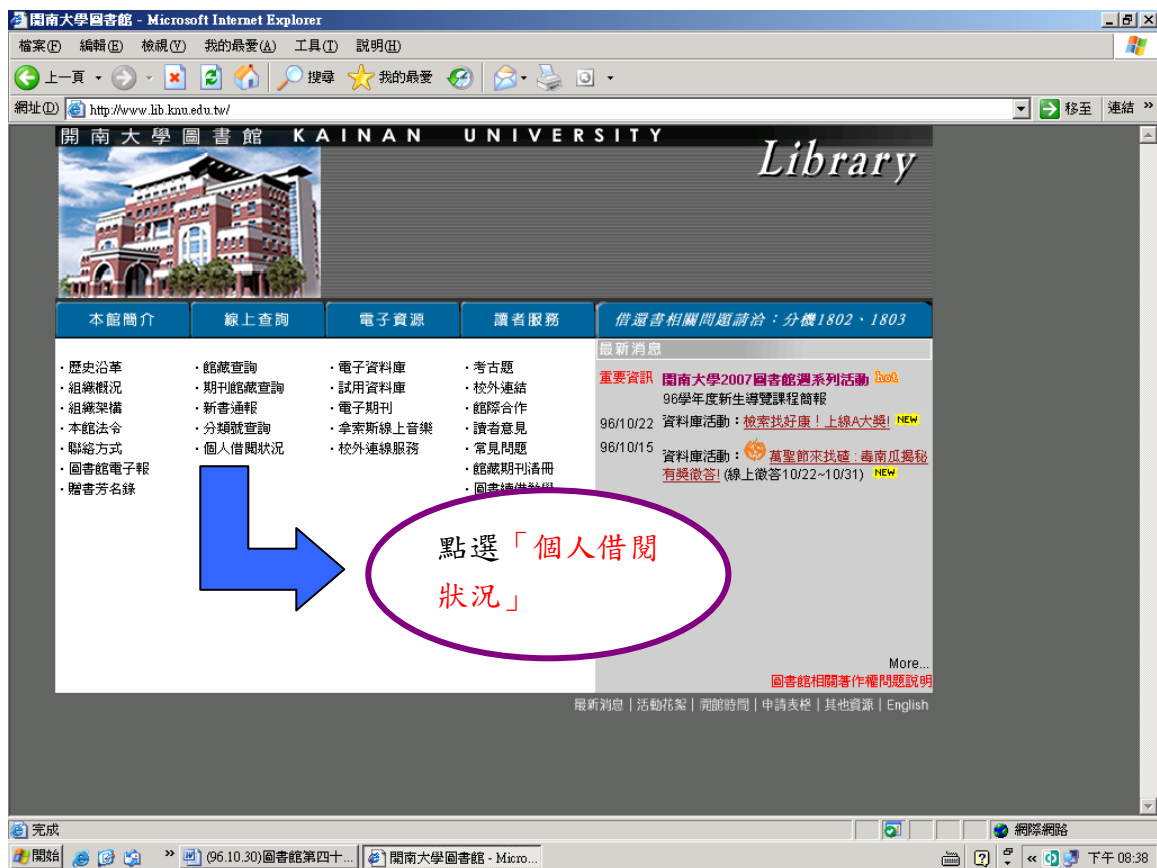 開南大學圖書館 - Microsoft Internet Explorer
檔案(F) 編輯(E) 檢視(V) 我的最愛(A) 工具(T) 說明(H)
上一頁 搜尋 我的最愛
網址(D) http://www.lib.knu.edu.tw/ 移至 連結 »
開南大學圖書館 KAINAN UNIVERSITY
Library
本館簡介 線上查詢 電子資源 讀者服務 借還書相關問題請洽：分機1802、1803
最新消息
・歷史沿革
・組織概況
・組織架構
・本館法令
・聯絡方式
・圖書館電子報
・贈書芳名錄
・館藏查詢
・期刊館藏查詢
・新書通報
・分類號查詢
・個人借閱狀況
・電子資料庫
・試用資料庫
・電子期刊
・拿索斯線上音樂
・校外連線服務
・考古題
・校外連結
・館際合作
・讀者意見
・常見問題
・館藏期刊清冊
・圖書續借教學
重要資訊 開南大學2007圖書館週系列活動 hot
96學年度新生導覽課程簡報
96/10/22 資料庫活動：檢索找好康！上線A大獎! NEW
96/10/15 資料庫活動： 萬聖節來找碴：毒南瓜揭秘
有獎徵答! (線上徵答10/22~10/31) NEW
點選「個人借閱
狀況」
More...
圖書館相關著作權問題說明
最新消息 | 活動花絮 | 開館時間 | 申請表格 | 其他資源 | English
完成 網際網路
開始 » (96.10.30)圖書館第四十... 開南大學圖書館 - Micro... « 下午 08:38